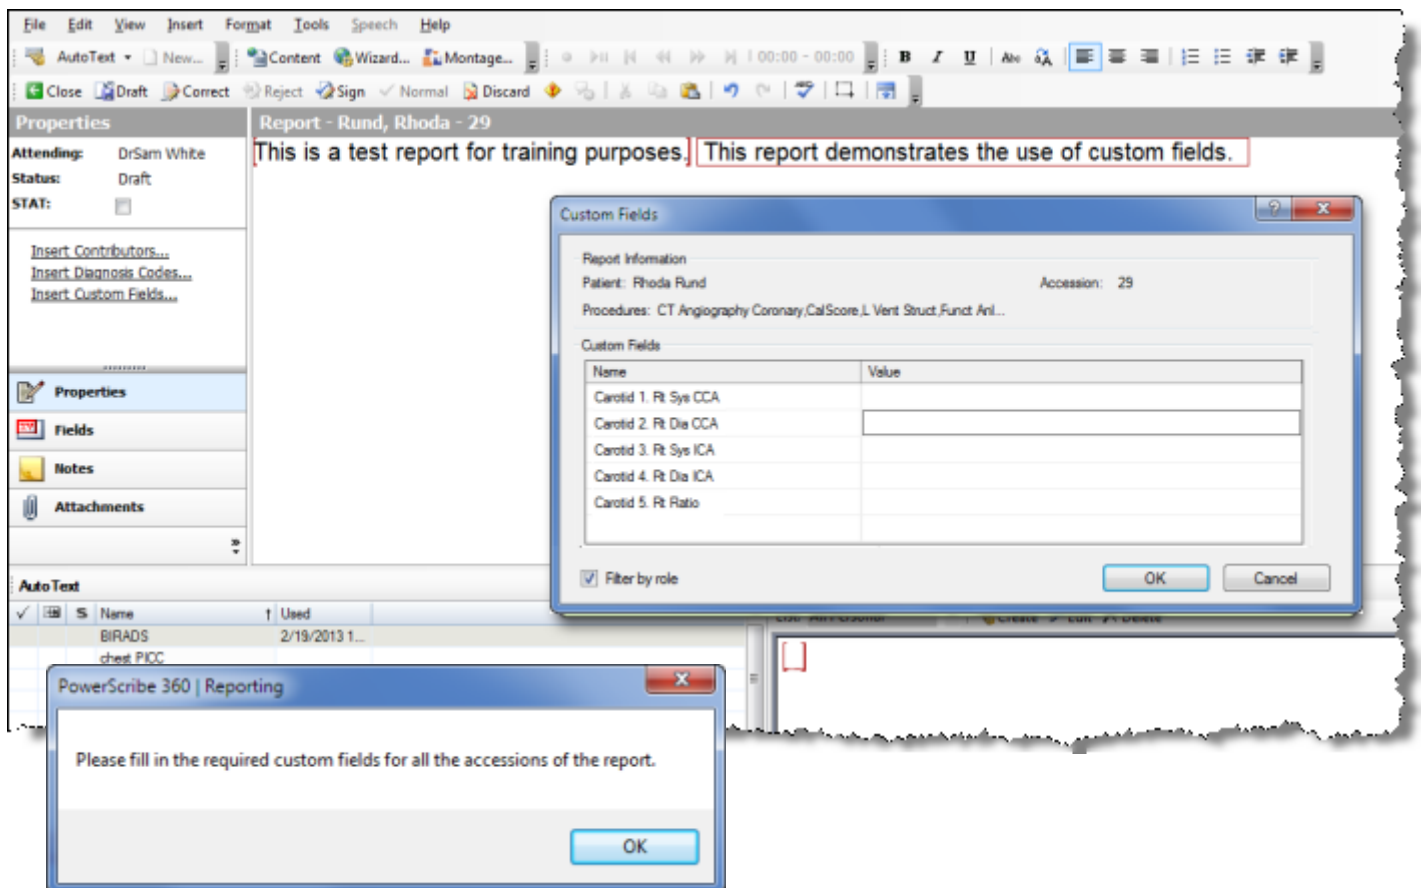 File Edit View Insert Format Tools Speech Help
AutoText New... Content Wizard... Montage... 00:00 - 00:00 B I U Abc
Close Draft Correct Reject Sign Normal Discard
Properties
Report - Rund, Rhoda - 29
Attending: DrSam White
Status: Draft
STAT:
Insert Contributors...
Insert Diagnosis Codes...
Insert Custom Fields...
Properties
Fields
Notes
Attachments
This is a test report for training purposes. This report demonstrates the use of custom fields.
Custom Fields
Report Information
Patient: Rhoda Rund Accession: 29
Procedures: CT Angiography Coronary,CalScore,L Vent Struct,Funct Anl...
Custom Fields
Name Value
Carotid 1. Rt Sys CCA
Carotid 2. Rt Dia CCA
Carotid 3. Rt Sys ICA
Carotid 4. Rt Dia ICA
Carotid 5. Rt Ratio
Filter by role OK Cancel
AutoText
S Name Used
BIRADS 2/19/2013 1...
chest PICC
Create Edit Delete
PowerScribe 360 | Reporting
Please fill in the required custom fields for all the accessions of the report.
OK